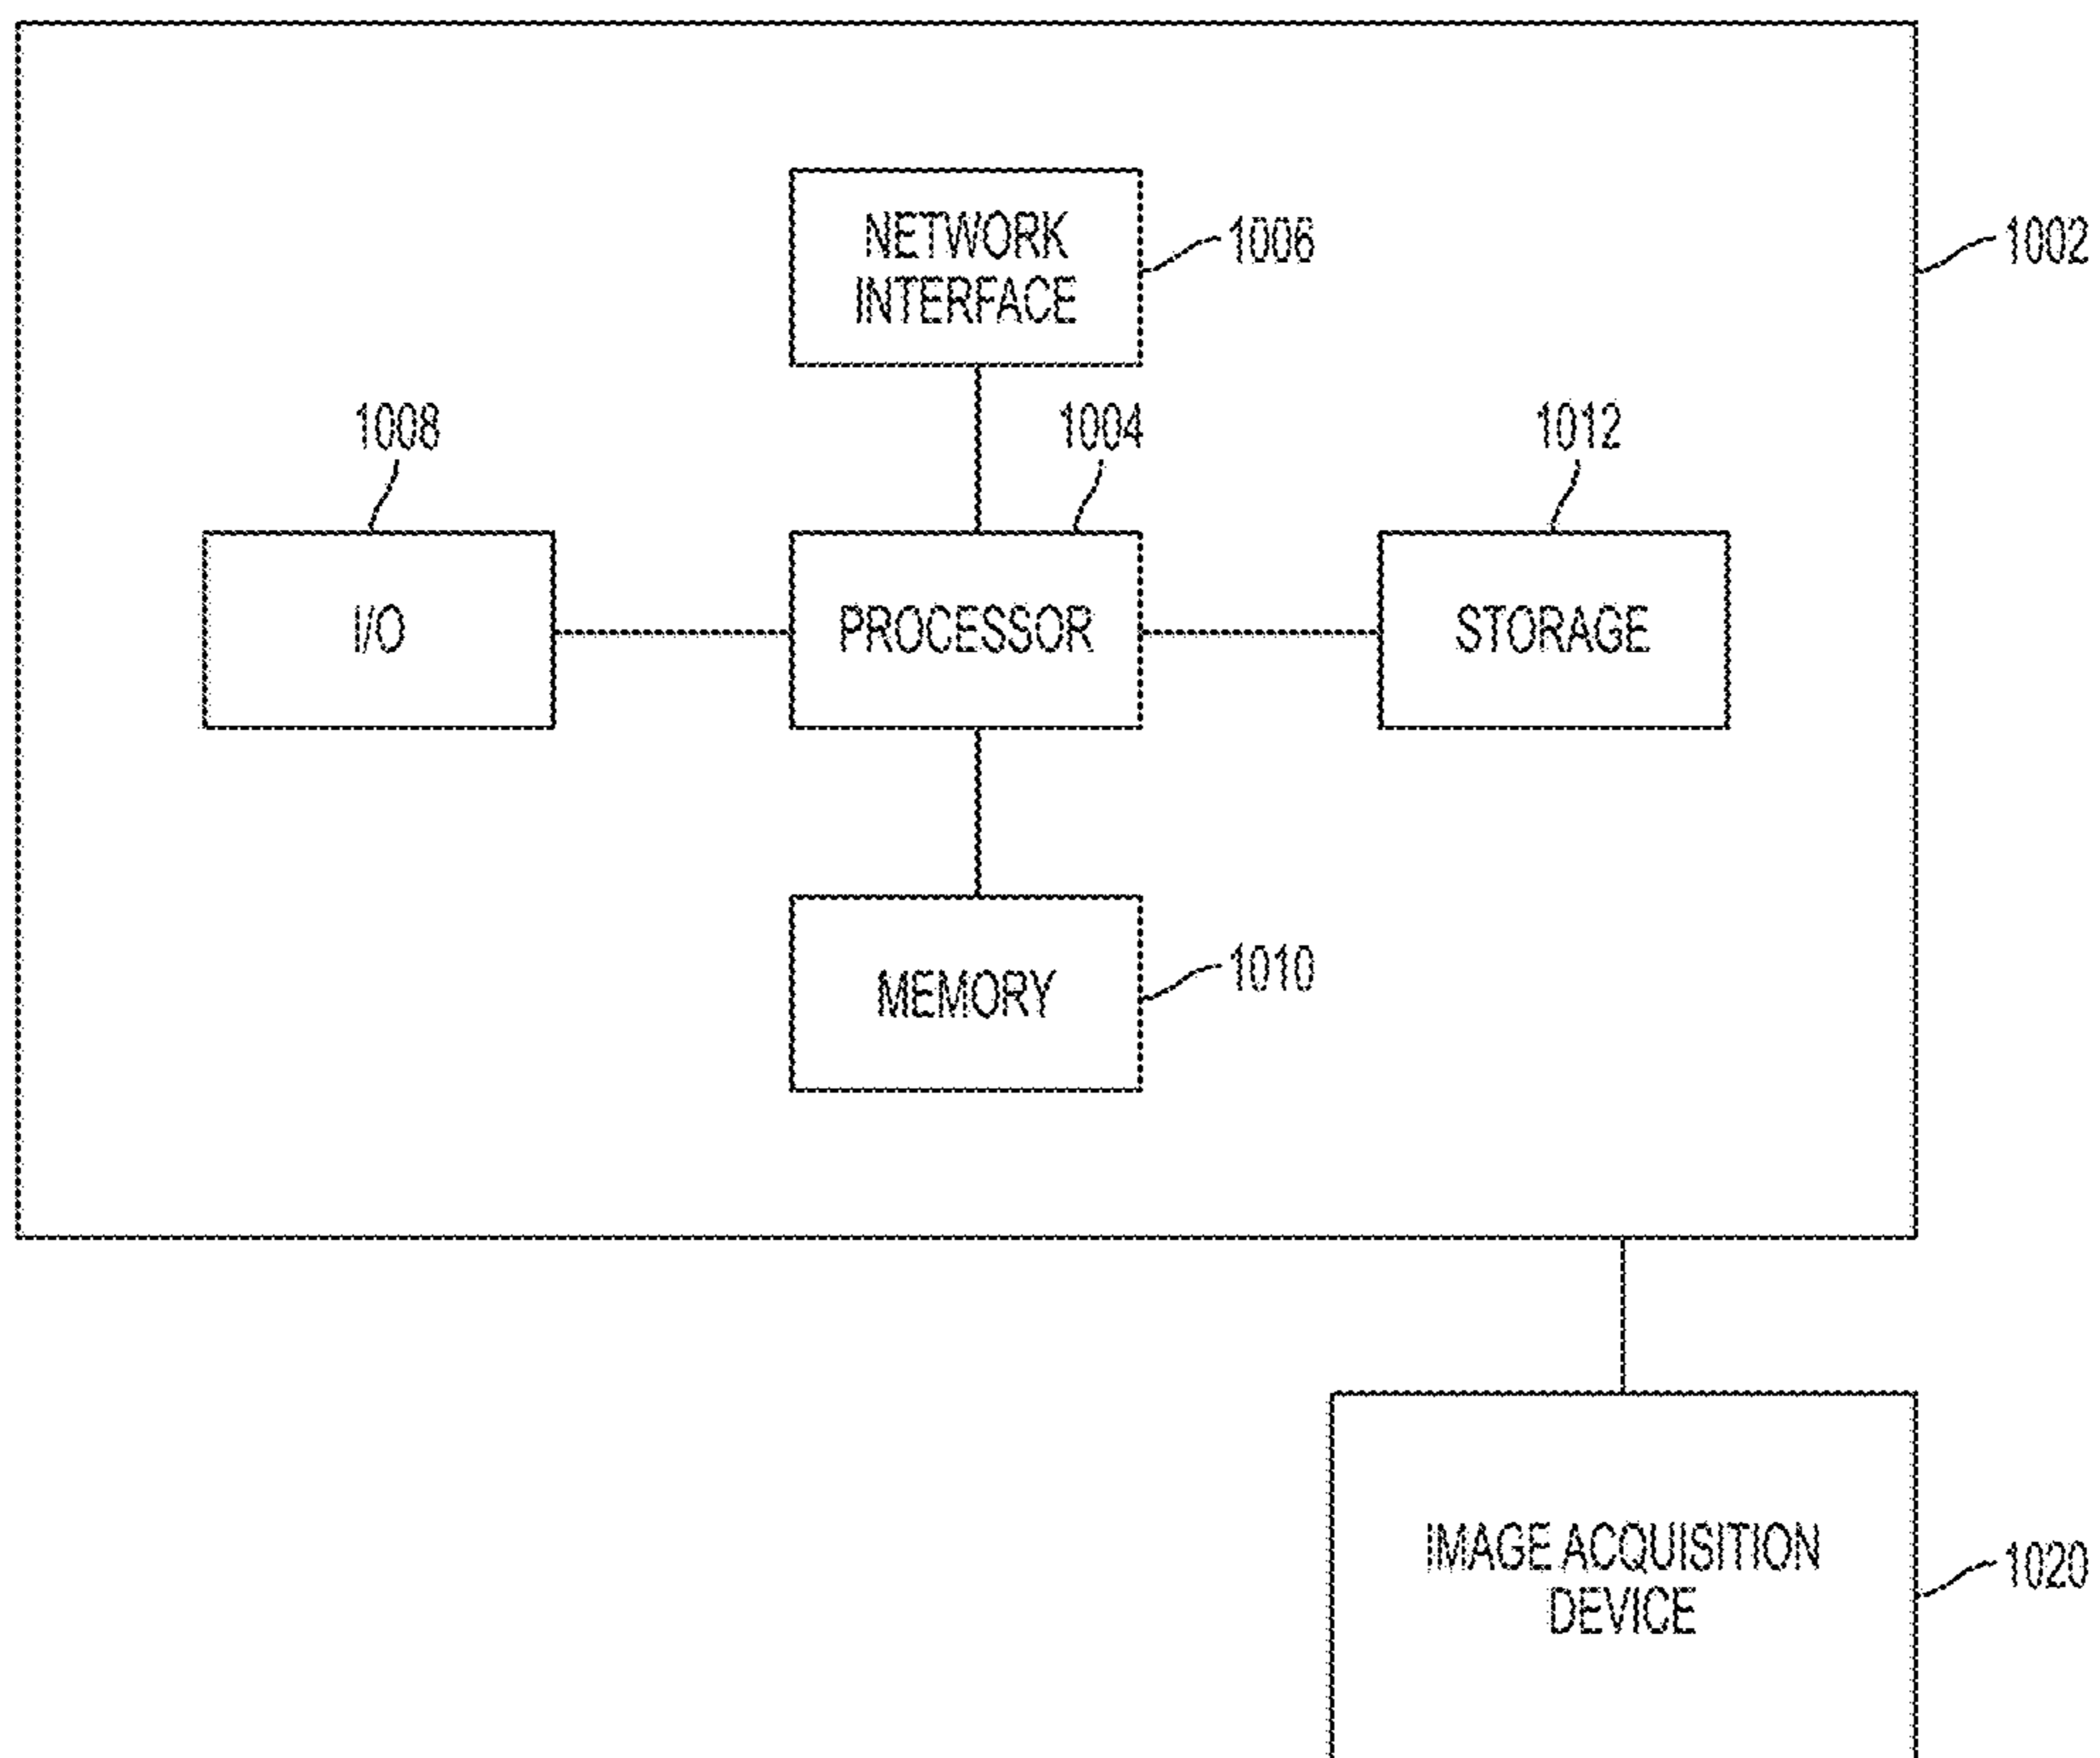 NETWORK
INTERFACE
1006
1002
1008
1004
1012
I/O
PROCESSOR
STORAGE
MEMORY
1010
IMAGE ACQUISITION
DEVICE
1020